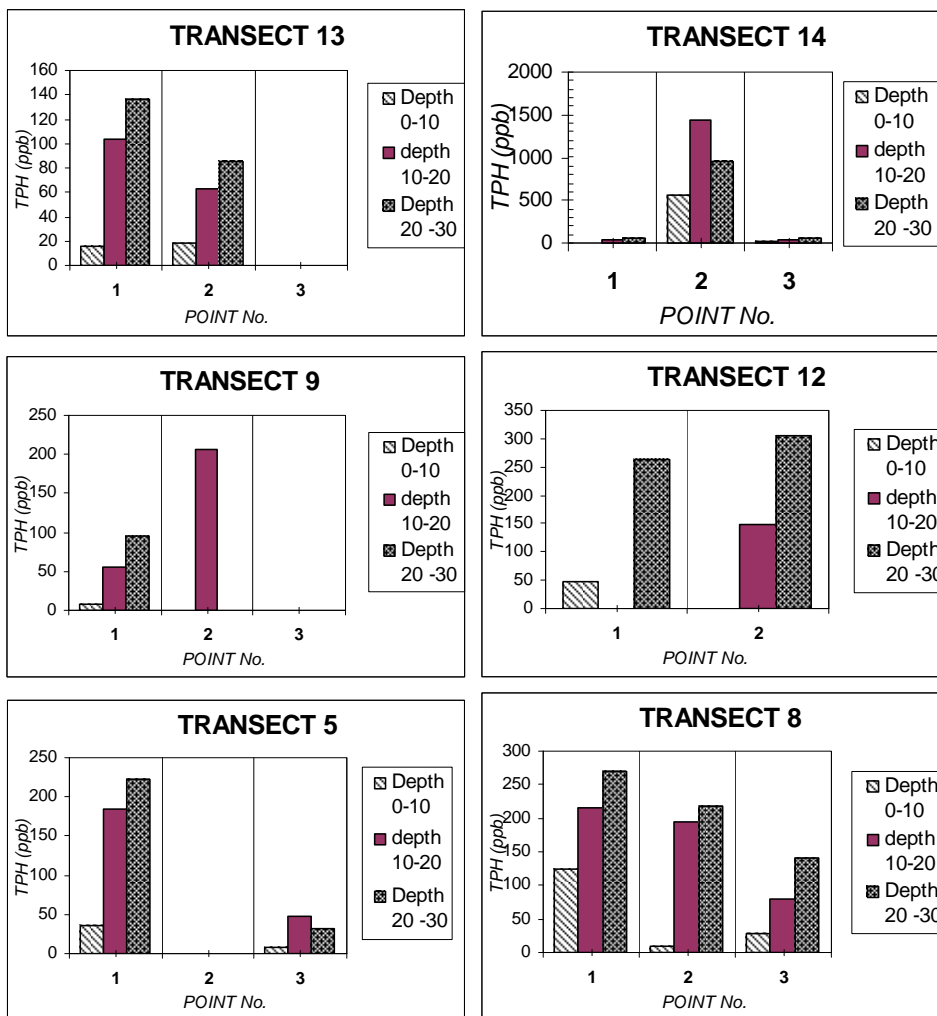 TRANSECT 13
160
140
120
100
80
60
40
20
0
TPH (ppb)
1 2 3
POINT No.
Depth
0-10
depth
10-20
Depth
20 -30
TRANSECT 14
2000
1500
1000
500
0
TPH (ppb)
1 2 3
POINT No.
Depth
0-10
depth
10-20
Depth
20 -30
TRANSECT 9
250
200
150
100
50
0
TPH (ppb)
1 2 3
POINT No.
Depth
0-10
depth
10-20
Depth
20 -30
TRANSECT 12
350
300
250
200
150
100
50
0
TPH (ppb)
1 2
POINT No.
Depth
0-10
depth
10-20
Depth
20 -30
TRANSECT 5
250
200
150
100
50
0
TPH (ppb)
1 2 3
POINT No.
Depth
0-10
depth
10-20
Depth
20 -30
TRANSECT 8
300
250
200
150
100
50
0
TPH (ppb)
1 2 3
POINT No.
Depth
0-10
depth
10-20
Depth
20 -30